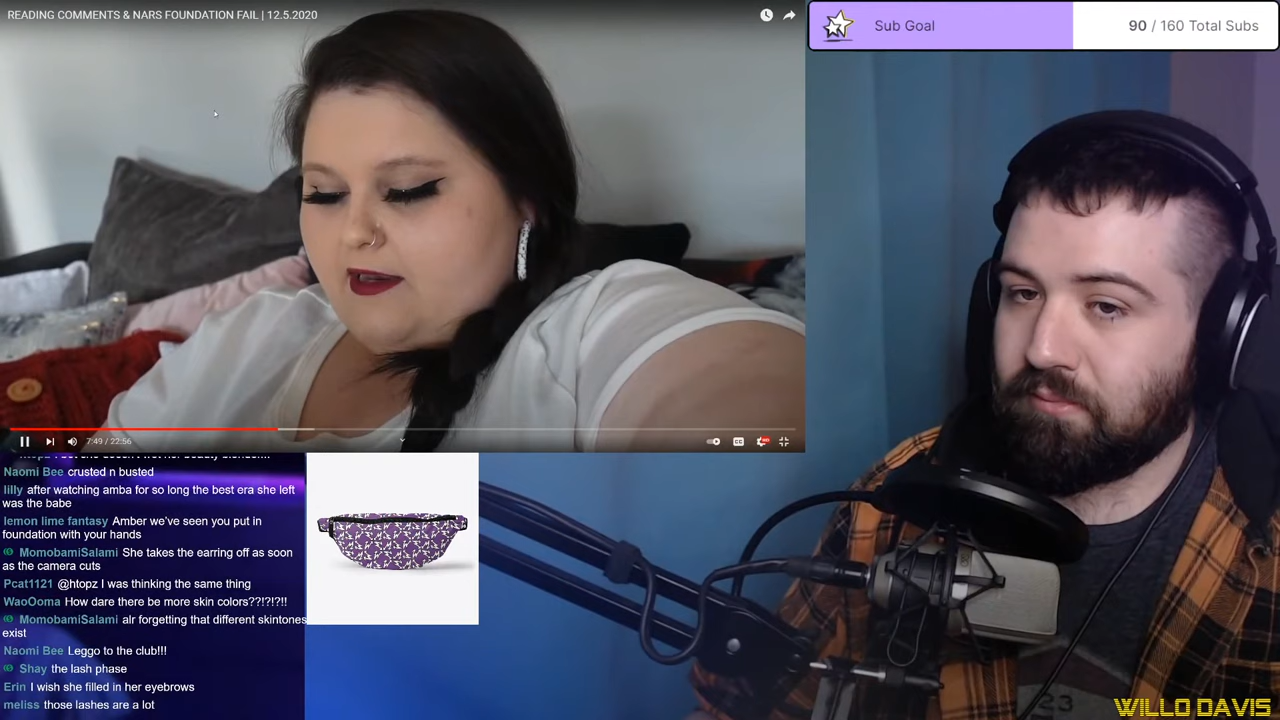 READING COMMENTS & NARS FOUNDATION FAIL | 12.5.2020
Sub Goal
90 / 160 Total Subs
7:49 / 22:56
CC
HD
Naomi Bee crusted n busted
lilly after watching amba for so long the best era she left
was the babe
lemon lime fantasy Amber we've seen you put in
foundation with your hands
MomobamiSalami She takes the earring off as soon
as the camera cuts
Pcat1121 @htopz I was thinking the same thing
WaoOoma How dare there be more skin colors??!?!?!!
MomobamiSalami alr forgetting that different skintones
exist
Naomi Bee Leggo to the club!!!
Shay the lash phase
Erin I wish she filled in her eyebrows
meliss those lashes are a lot
23
WILLO DAVIS